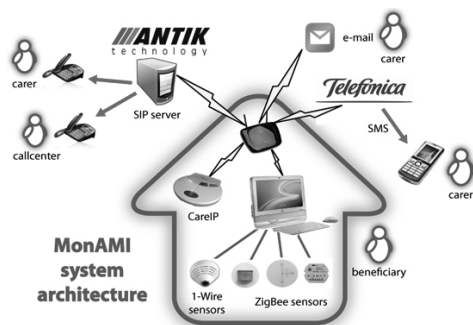 ANTIK
technology
e-mail
carer
carer
Telefónica
SIP server
SMS
callcenter
carer
CareIP
MonAMI
system
architecture
beneficiary
1-Wire
sensors
ZigBee sensors